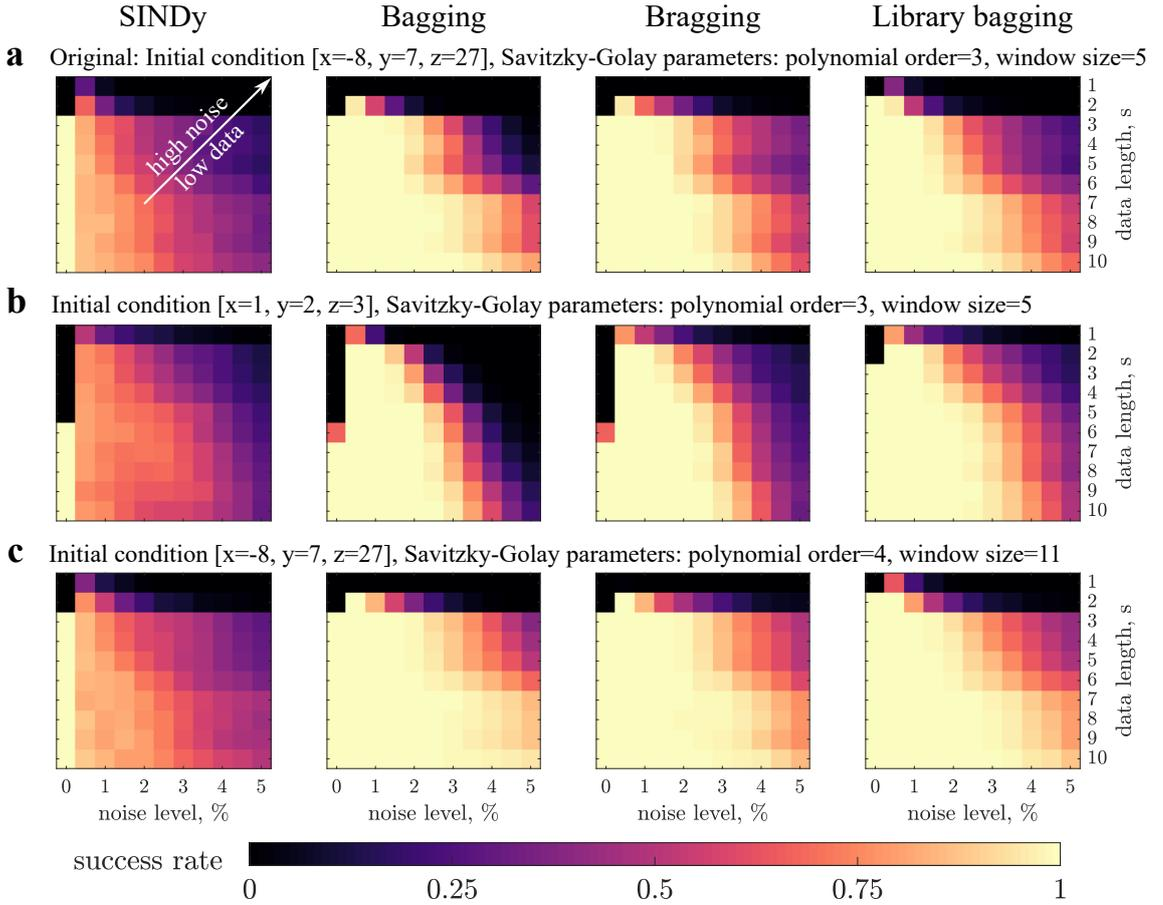 SINDy Bagging Bragging Library bagging
a Original: Initial condition [x=-8, y=7, z=27], Savitzky-Golay parameters: polynomial order=3, window size=5
high noise
low data
1
2
3
4
5
6
7
8
9
10
data length, s
b Initial condition [x=1, y=2, z=3], Savitzky-Golay parameters: polynomial order=3, window size=5
1
2
3
4
5
6
7
8
9
10
data length, s
c Initial condition [x=-8, y=7, z=27], Savitzky-Golay parameters: polynomial order=4, window size=11
1
2
3
4
5
6
7
8
9
10
data length, s
0 1 2 3 4 5 0 1 2 3 4 5 0 1 2 3 4 5 0 1 2 3 4 5
noise level, % noise level, % noise level, % noise level, %
success rate
0 0.25 0.5 0.75 1